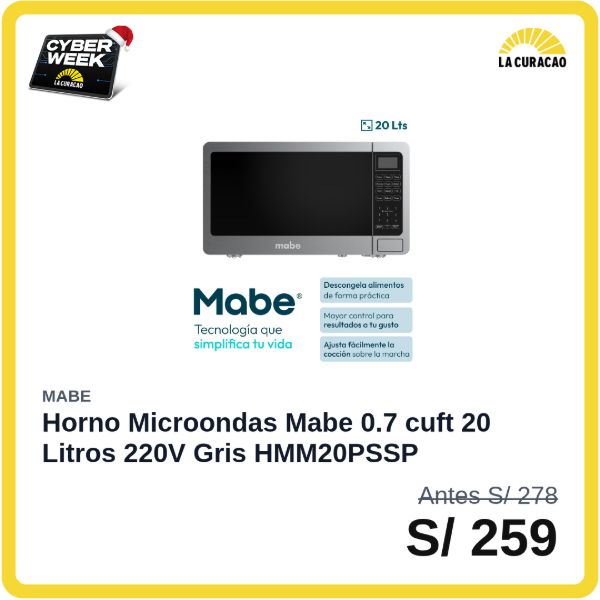 CYBER
WEEK
LA CURACAO
LA CURACAO
20 Lts
mabe
Mabe®
Tecnología que
simplifica tu vida
Descongela alimentos
de forma práctica
Mayor control para
resultados a tu gusto
Ajusta fácilmente la
cocción sobre la marcha
MABE
Horno Microondas Mabe 0.7 cuft 20
Litros 220V Gris HMM20PSSP
Antes S/ 278
S/ 259